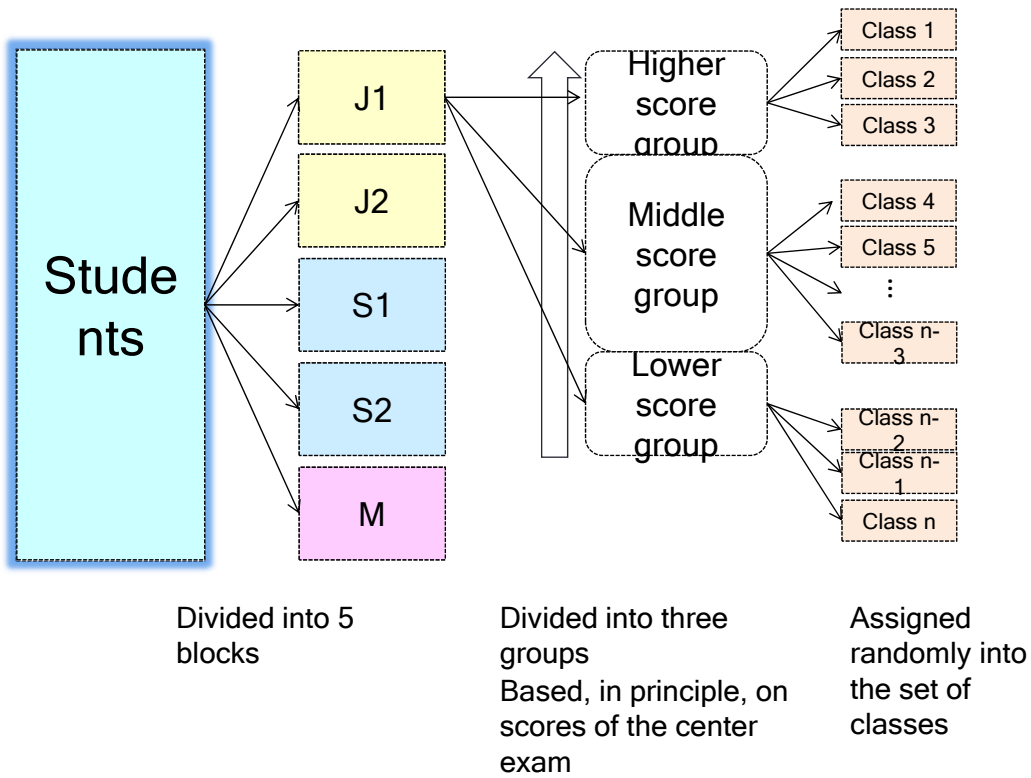 Stude
nts
J1
J2
S1
S2
M
Higher
score
group
Middle
score
group
Lower
score
group
Class 1
Class 2
Class 3
Class 4
Class 5
...
Class n-
3
Class n-
2
Class n-
1
Class n
Divided into 5
blocks
Divided into three
groups
Based, in principle, on
scores of the center
exam
Assigned
randomly into
the set of
classes